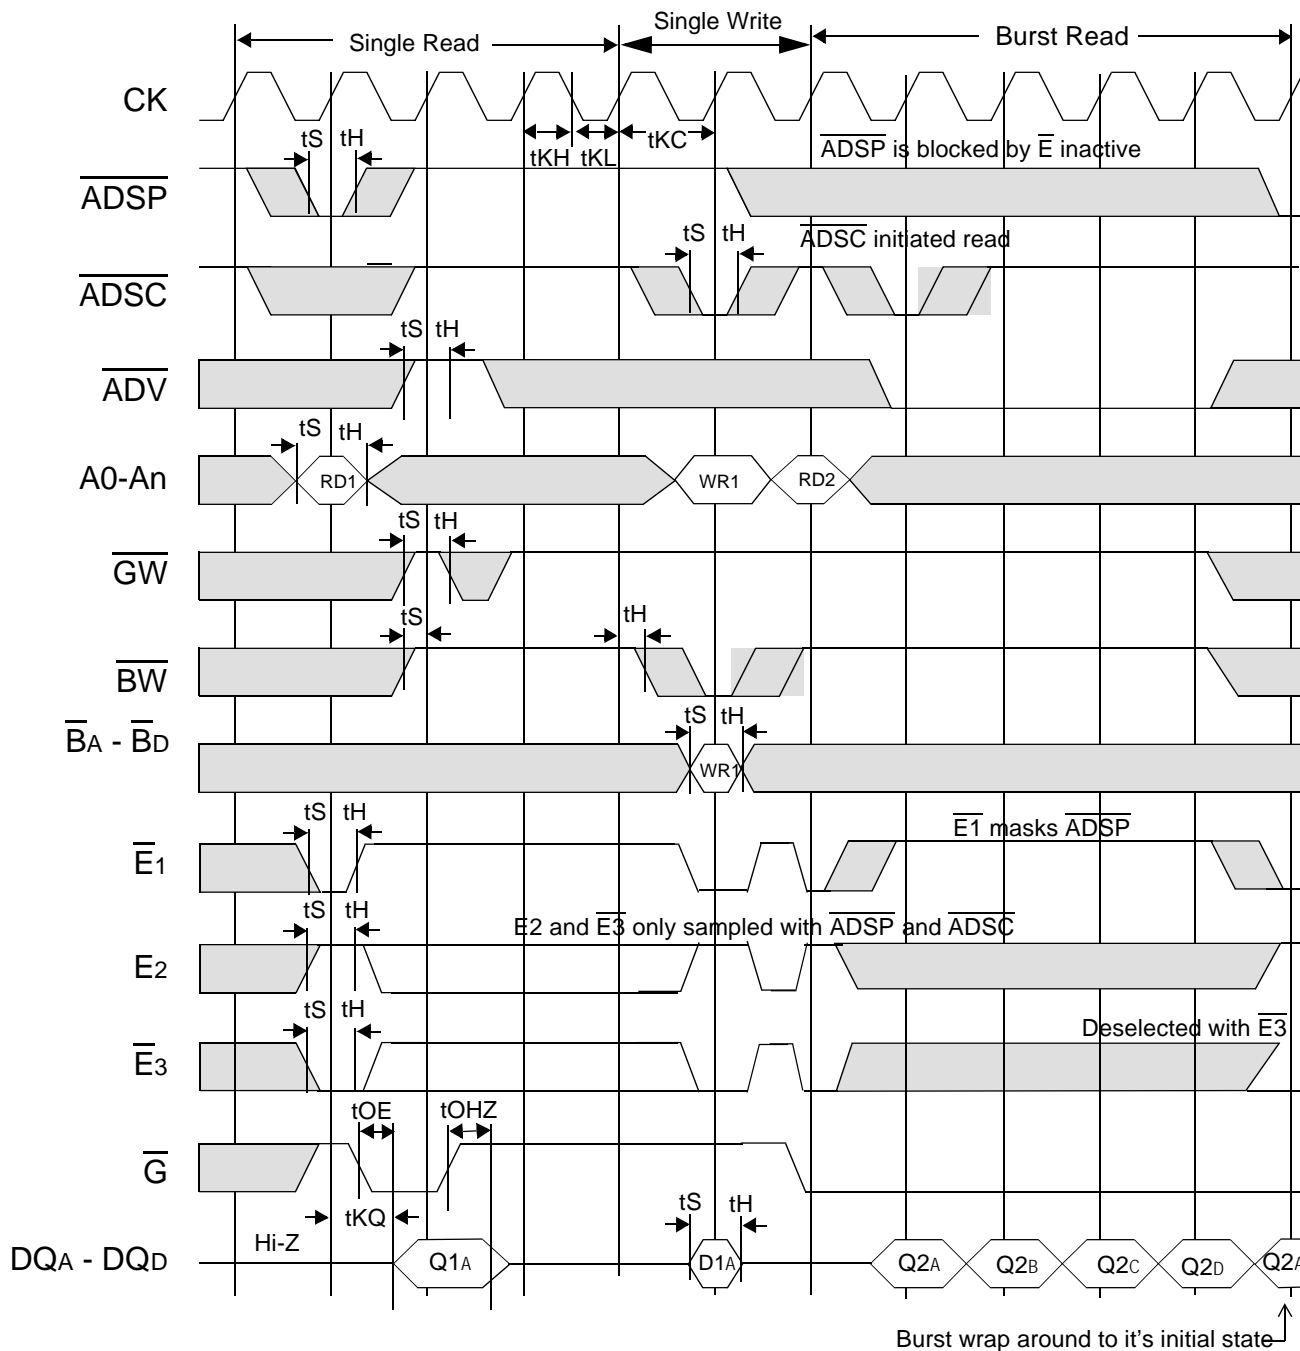 Single Read
Single Write
Burst Read
CK
tKH
tKL
tKC
tS
tH
ADSP is blocked by E inactive
ADSP
tS
tH
ADSC initiated read
ADSC
tS
tH
ADV
tS
tH
A0-An
RD1
WR1
RD2
tS
tH
GW
tS
tH
BW
BA - BD
tS
tH
WR1
tS
tH
E1 masks ADSP
E1
tS
tH
E2 and E3 only sampled with ADSP and ADSC
E2
tS
tH
Deselected with E3
E3
tOE
tOHZ
G
tKQ
tS
tH
Hi-Z
DQA - DQD
Q1A
D1A
Q2A
Q2B
Q2C
Q2D
Q2A
Burst wrap around to it's initial state